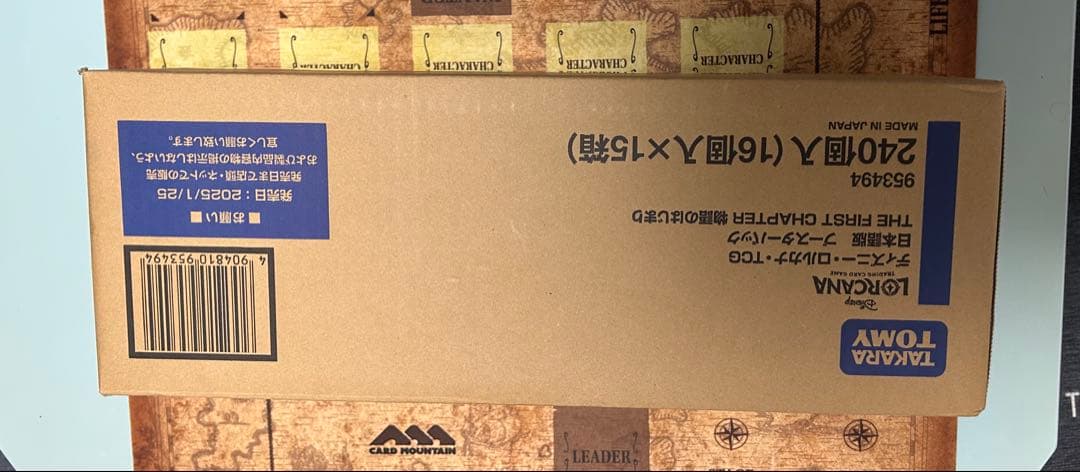 TAKARA
TOMY
Disney
LORCANA
TRADING CARD GAME
ディズニー・ロルカナ・TCG
日本語版 ブースターパック
THE FIRST CHAPTER 物語のはじまり
953494
240個入 (16個入×15箱)
MADE IN JAPAN
4 904810 953494
■ お願い ■
発売日：2025/1/25
発売日まで店頭・ネットでの販売
および製品内容物の掲示はしないよう、
宜しくお願い致します。
CHARACTER
CHARACTER
CHARACTER
CHARACTER
LIFE
CARD MOUNTAIN
LEADER